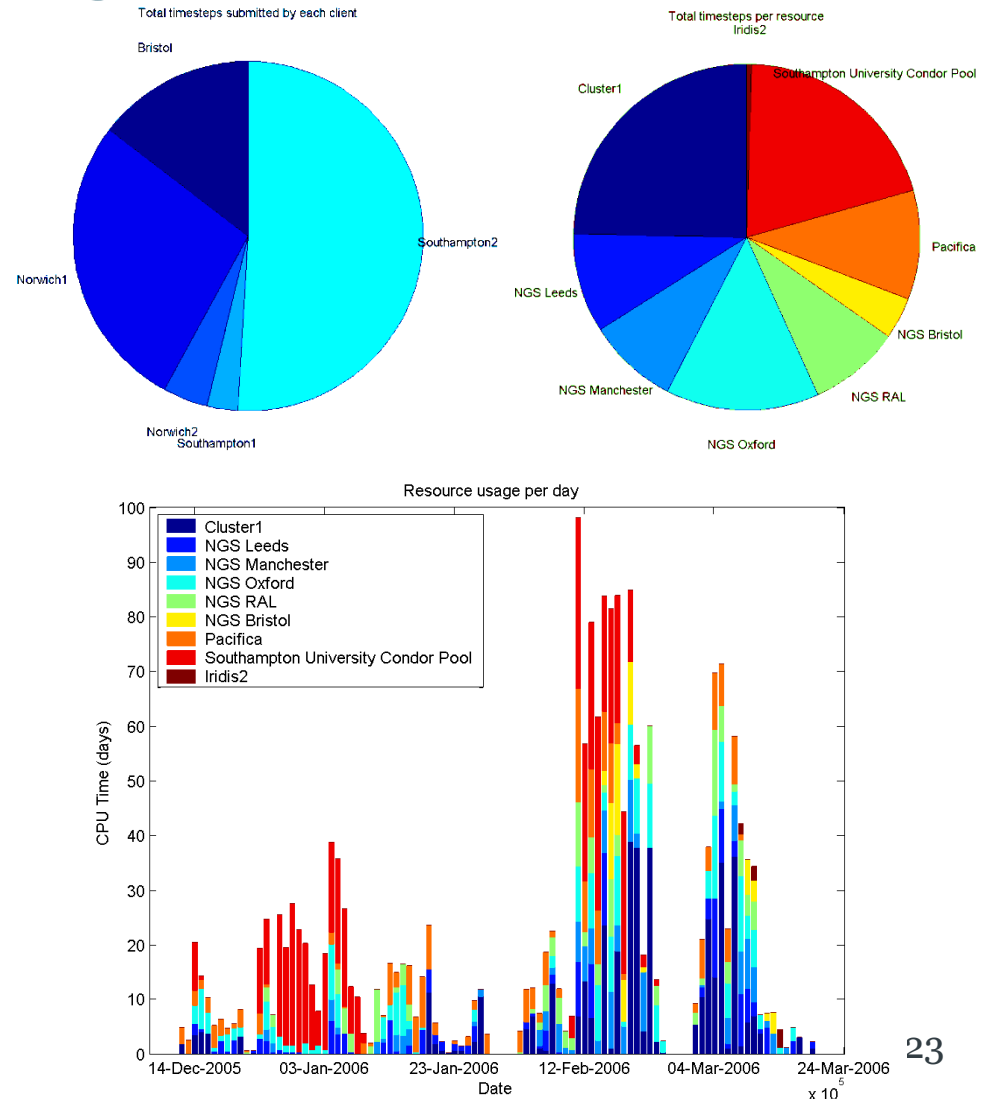 Total timesteps submitted by each client
Bristol
Norwich1
Southampton2
Norwich2
Southampton1
Total timesteps per resource
Iridis2
Southampton University Condor Pool
Cluster1
Pacifica
NGS Leeds
NGS Bristol
NGS Manchester
NGS RAL
NGS Oxford
Resource usage per day
100
90
80
70
60
50
40
30
20
10
0
CPU Time (days)
Cluster1
NGS Leeds
NGS Manchester
NGS Oxford
NGS RAL
NGS Bristol
Pacifica
Southampton University Condor Pool
Iridis2
14-Dec-2005 03-Jan-2006 23-Jan-2006 12-Feb-2006 04-Mar-2006 24-Mar-2006
Date
x 10^5
23